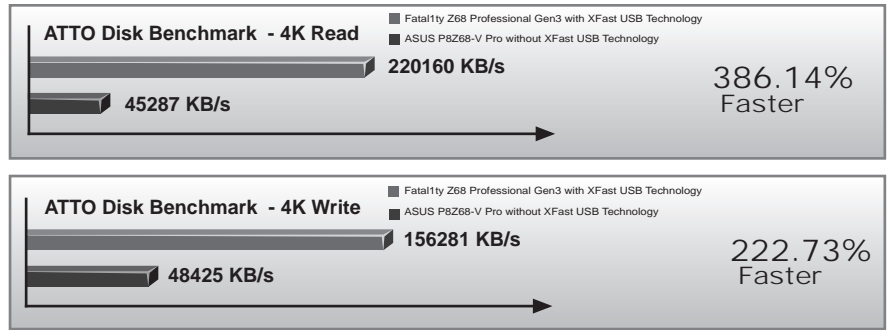 Fatal1ty Z68 Professional Gen3 with XFast USB Technology
ATTO Disk Benchmark - 4K Read
ASUS P8Z68-V Pro without XFast USB Technology
220160 KB/s
386.14%
45287 KB/s
Faster
Fatal1ty Z68 Professional Gen3 with XFast USB Technology
ATTO Disk Benchmark - 4K Write
ASUS P8Z68-V Pro without XFast USB Technology
156281 KB/s
222.73%
48425 KB/s
Faster